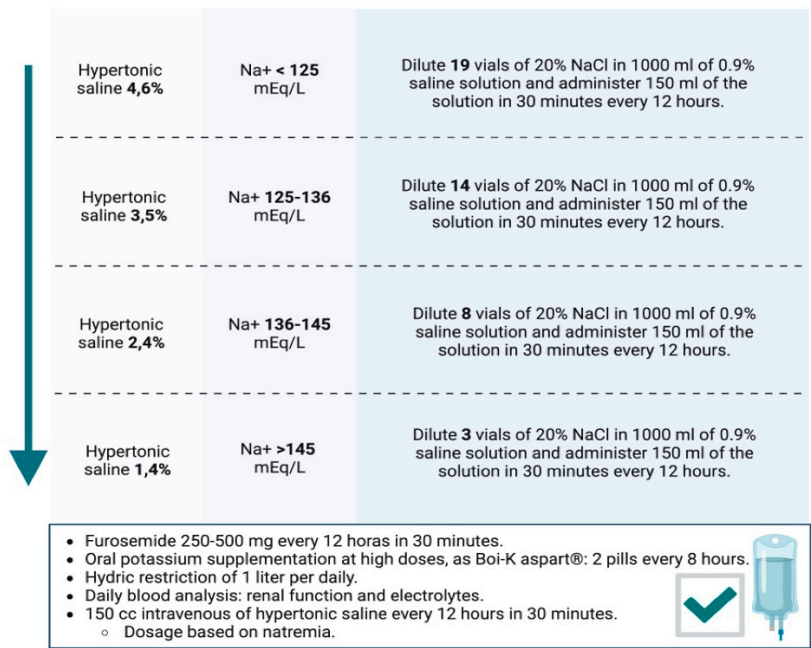 Hypertonic
saline 4,6%
Na+ < 125
mEq/L
Dilute 19 vials of 20% NaCl in 1000 ml of 0.9%
saline solution and administer 150 ml of the
solution in 30 minutes every 12 hours.
Hypertonic
saline 3,5%
Na+ 125-136
mEq/L
Dilute 14 vials of 20% NaCl in 1000 ml of 0.9%
saline solution and administer 150 ml of the
solution in 30 minutes every 12 hours.
Hypertonic
saline 2,4%
Na+ 136-145
mEq/L
Dilute 8 vials of 20% NaCl in 1000 ml of 0.9%
saline solution and administer 150 ml of the
solution in 30 minutes every 12 hours.
Hypertonic
saline 1,4%
Na+ >145
mEq/L
Dilute 3 vials of 20% NaCl in 1000 ml of 0.9%
saline solution and administer 150 ml of the
solution in 30 minutes every 12 hours.
• Furosemide 250-500 mg every 12 horas in 30 minutes.
• Oral potassium supplementation at high doses, as Boi-K aspart®: 2 pills every 8 hours.
• Hydric restriction of 1 liter per daily.
• Daily blood analysis: renal function and electrolytes.
• 150 cc intravenous of hypertonic saline every 12 hours in 30 minutes.
◦ Dosage based on natremia.